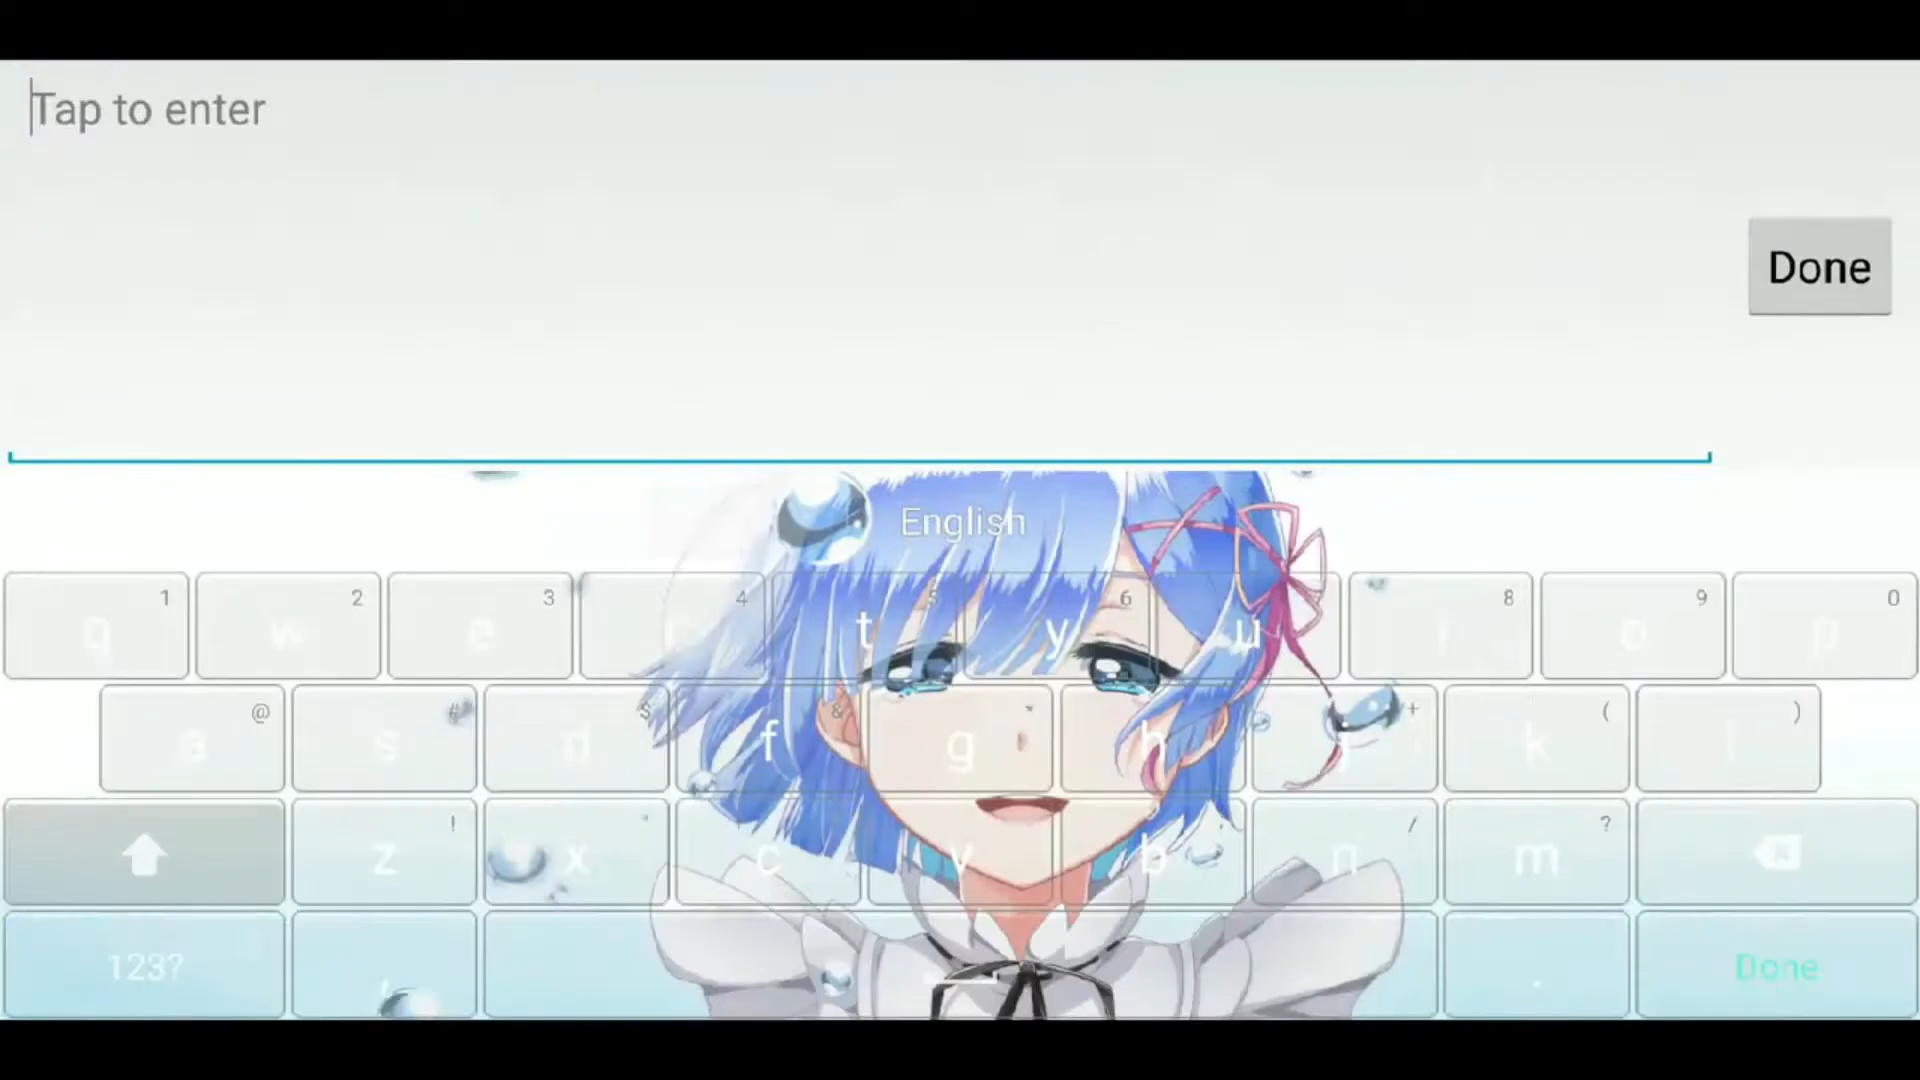 Tap to enter
Done
English
1 2 3 4 5 6 8 9 0
q w e r t y u i o p
@ # $ & + ( )
a s d f g h j k l
! / ?
z x c v b n m
123? , . Done